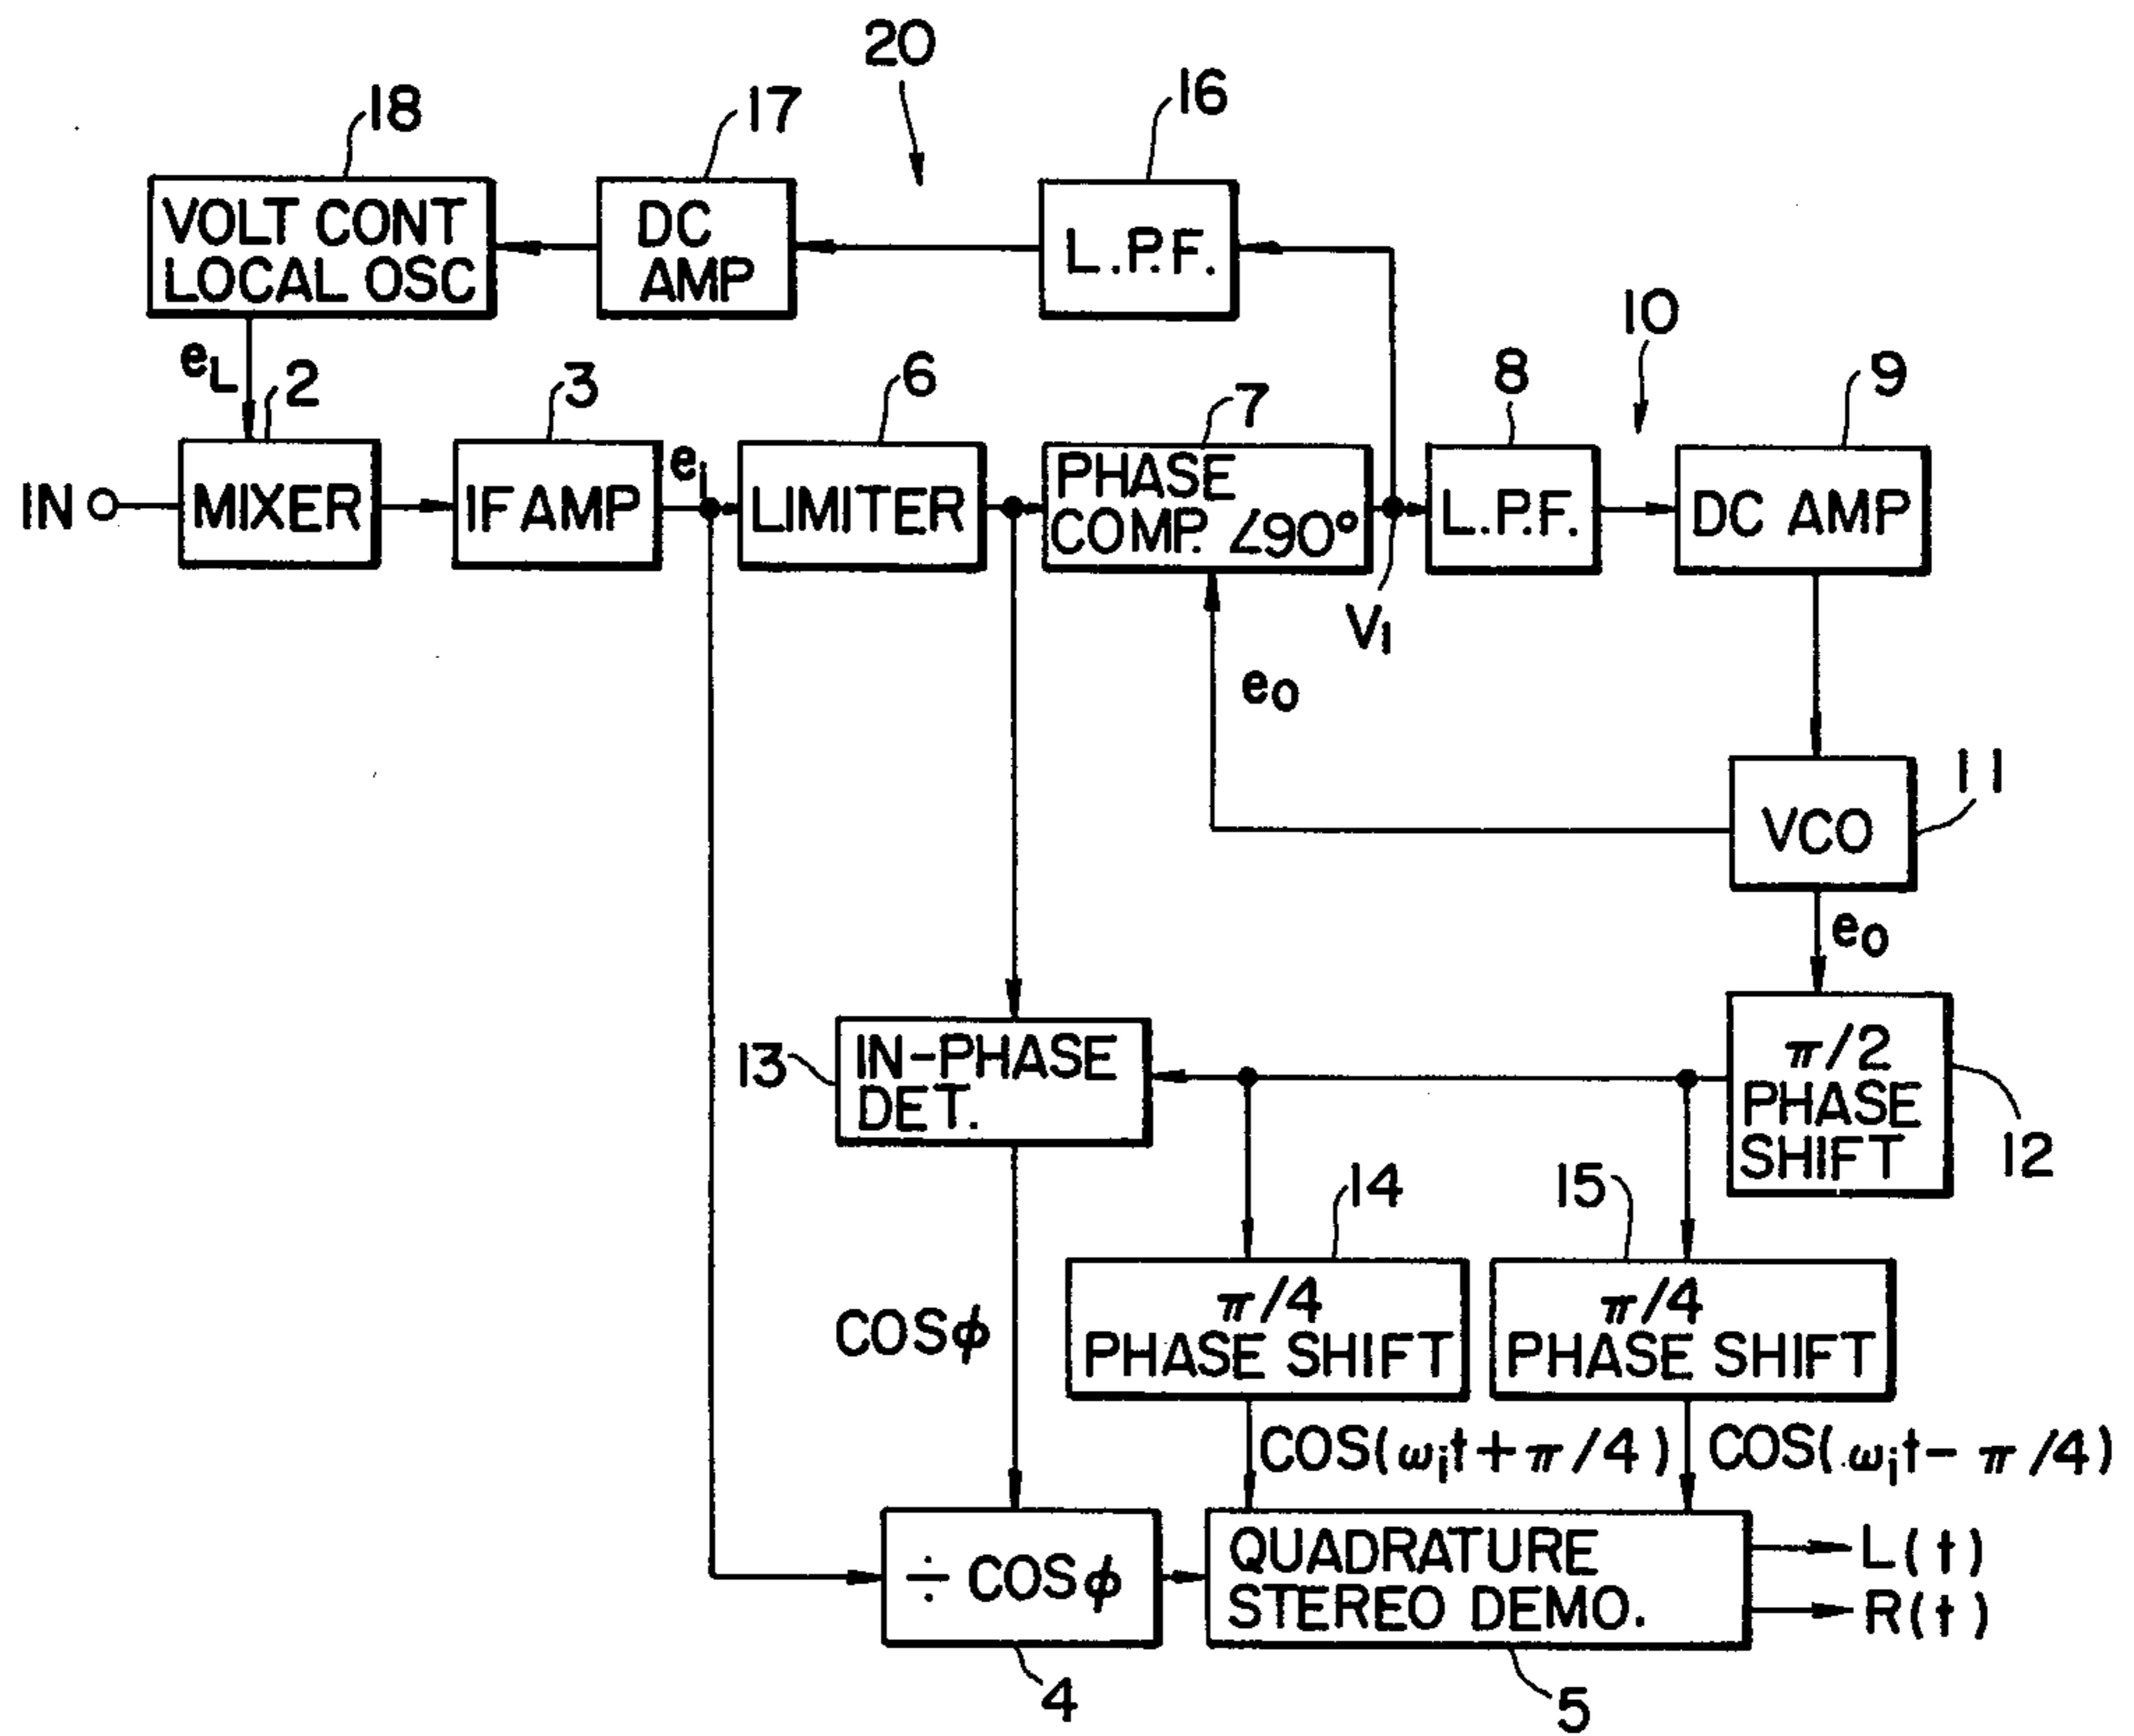 20
18
17
16
VOLT CONT
LOCAL OSC
DC
AMP
L.P.F.
10
eL
2
3
6
7
8
9
IN
MIXER
IF AMP
ei
LIMITER
PHASE
COMP. ∠90°
L.P.F.
DC AMP
V1
eo
VCO
11
eo
13
IN-PHASE
DET.
π/2
PHASE
SHIFT
12
14
15
π/4
PHASE SHIFT
π/4
PHASE SHIFT
COSϕ
COS(ωit+π/4)
COS(ωit-π/4)
÷ COSϕ
QUADRATURE
STEREO DEMO.
L(t)
R(t)
4
5